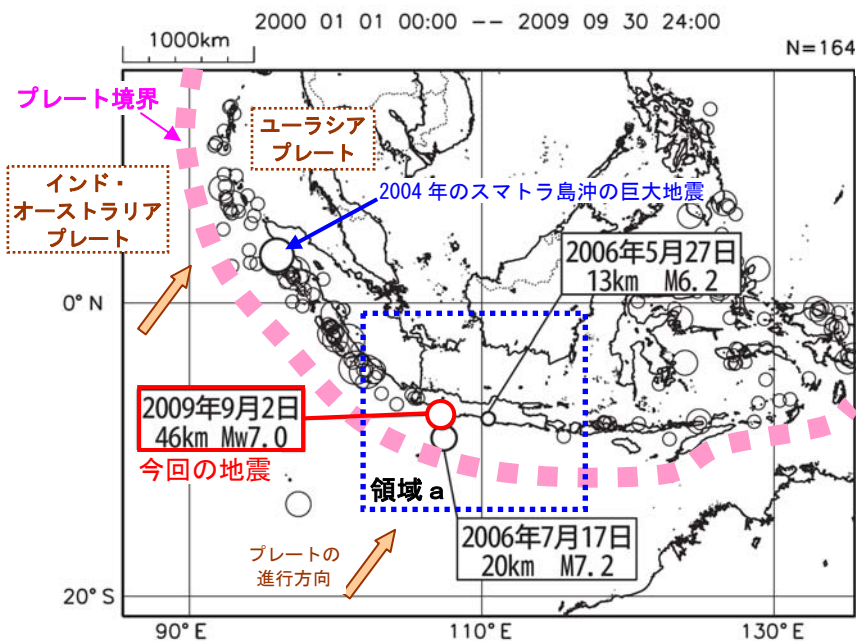 2000 01 01 00:00 -- 2009 09 30 24:00
1000km
N=164
プレート境界
ユーラシア
プレート
インド・
オーストラリア
プレート
2004 年のスマトラ島沖の巨大地震
2006年5月27日
13km M6.2
0° N
2009年9月2日
46km Mw7.0
今回の地震
領域 a
プレートの
進行方向
2006年7月17日
20km M7.2
20° S
90° E
110° E
130° E